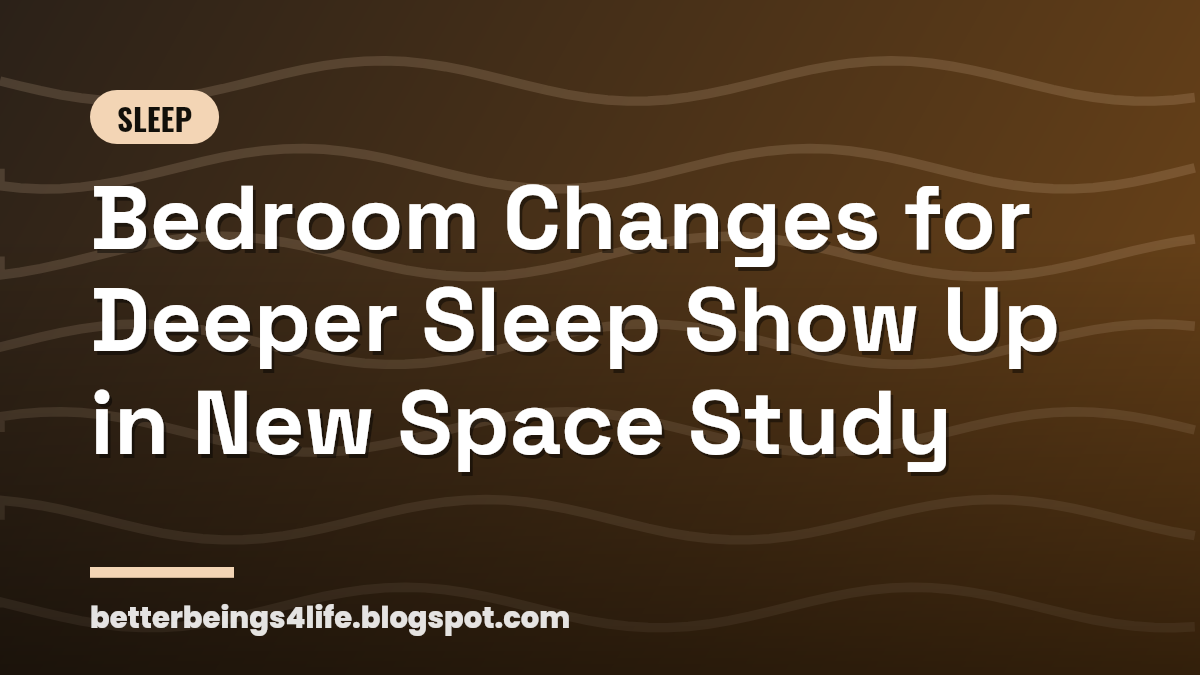 SLEEP
Bedroom Changes for
Deeper Sleep Show Up
in New Space Study
betterbeings4life.blogspot.com